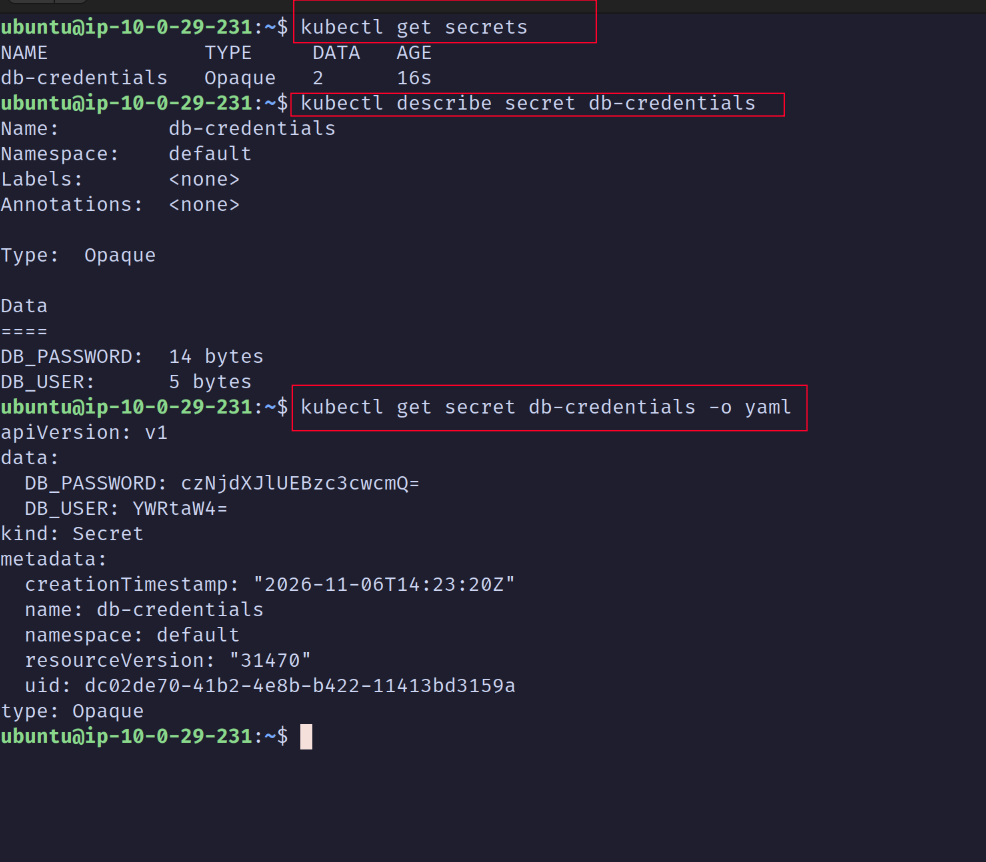 ubuntu@ip-10-0-29-231:~$ kubectl get secrets
NAME             TYPE     DATA   AGE
db-credentials   Opaque   2      16s
ubuntu@ip-10-0-29-231:~$ kubectl describe secret db-credentials
Name:         db-credentials
Namespace:    default
Labels:       <none>
Annotations:  <none>
Type:  Opaque
Data
====
DB_PASSWORD:  14 bytes
DB_USER:      5 bytes
ubuntu@ip-10-0-29-231:~$ kubectl get secret db-credentials -o yaml
apiVersion: v1
data:
  DB_PASSWORD: czNjdXJlUEBzc3cwcmQ=
  DB_USER: YWRtaW4=
kind: Secret
metadata:
  creationTimestamp: "2026-11-06T14:23:20Z"
  name: db-credentials
  namespace: default
  resourceVersion: "31470"
  uid: dc02de70-41b2-4e8b-b422-11413bd3159a
type: Opaque
ubuntu@ip-10-0-29-231:~$